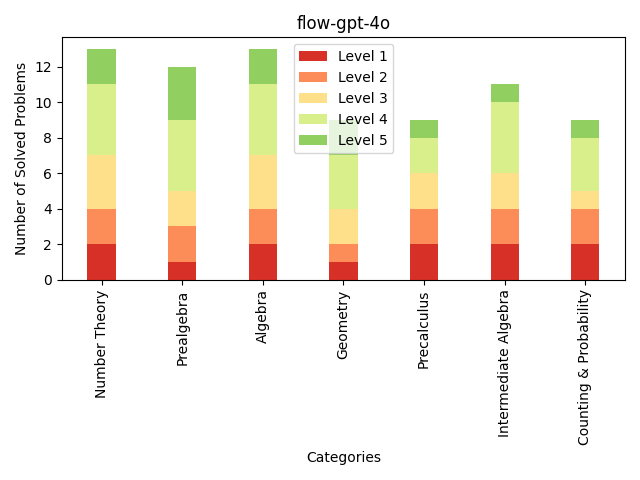 flow-gpt-4o
Number of Solved Problems
12
10
8
6
4
2
0
Level 1
Level 2
Level 3
Level 4
Level 5
Number Theory
Prealgebra
Algebra
Geometry
Precalculus
Intermediate Algebra
Counting & Probability
Categories